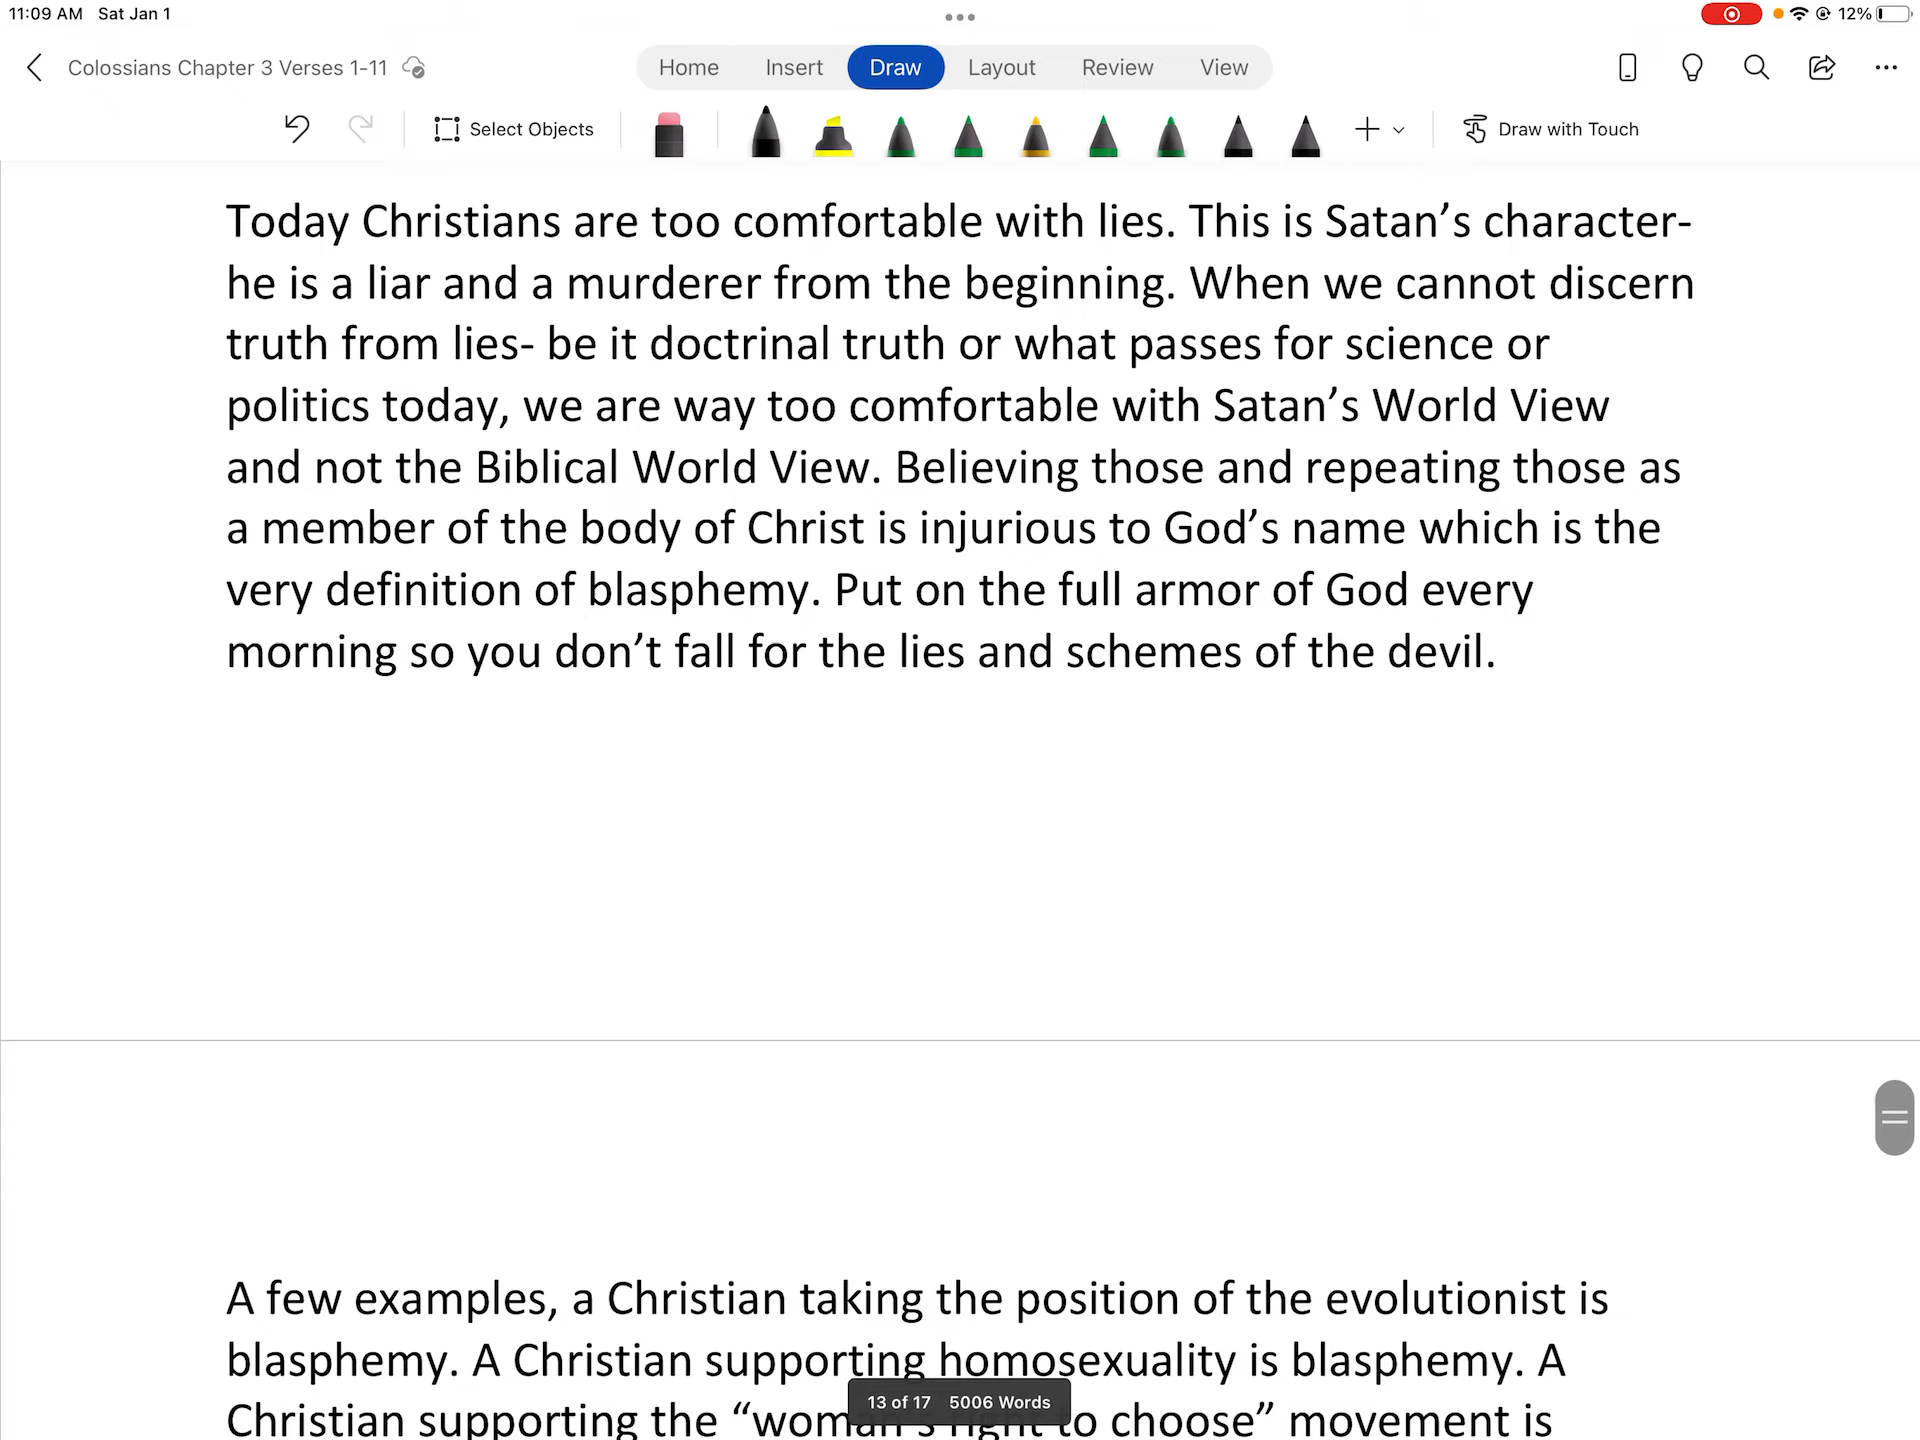 11:09 AM Sat Jan 1
12%
Colossians Chapter 3 Verses 1-11
Home Insert Draw Layout Review View
Select Objects
Draw with Touch
Today Christians are too comfortable with lies. This is Satan’s character-
he is a liar and a murderer from the beginning. When we cannot discern
truth from lies- be it doctrinal truth or what passes for science or
politics today, we are way too comfortable with Satan’s World View
and not the Biblical World View. Believing those and repeating those as
a member of the body of Christ is injurious to God’s name which is the
very definition of blasphemy. Put on the full armor of God every
morning so you don’t fall for the lies and schemes of the devil.
A few examples, a Christian taking the position of the evolutionist is
blasphemy. A Christian supporting homosexuality is blasphemy. A
13 of 17 5006 Words
Christian supporting the “woman’s right to choose” movement is